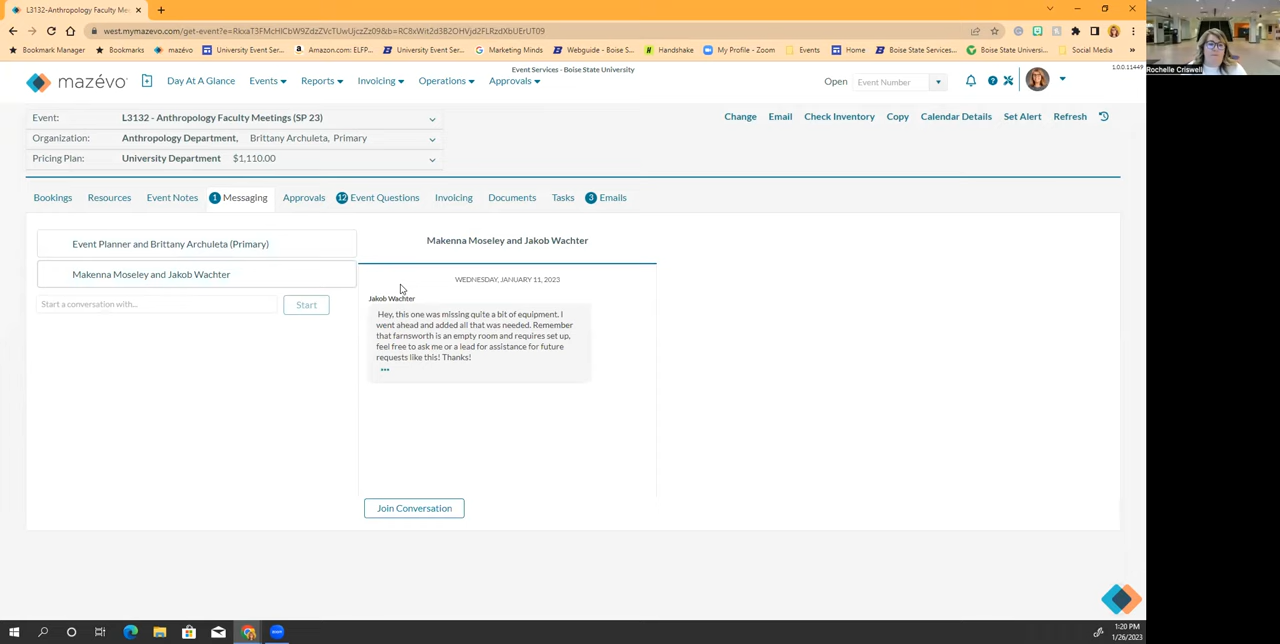 L3132-Anthropology Faculty Me
west.mymazevo.com/get-event?e=RkxaT3FMcHlCbW9ZdZVcTUwUjczZz09&b=RC8xWit2d3B2OHVjd2FLRzdXbUErUT09
Bookmark Manager
Bookmarks
mazévo
University Event Ser...
Amazon.com: ELFP...
University Event Ser...
Marketing Minds
Webguide - Boise S...
Handshake
My Profile - Zoom
Events
Home
Boise State Services...
Boise State Universi...
Social Media
Rochelle Criswell
Event Services - Boise State University
1.0.0.11449
mazévo
Day At A Glance
Events
Reports
Invoicing
Operations
Approvals
Open
Event Number
Event: L3132 - Anthropology Faculty Meetings (SP 23)
Organization: Anthropology Department, Brittany Archuleta, Primary
Pricing Plan: University Department $1,110.00
Change
Email
Check Inventory
Copy
Calendar Details
Set Alert
Refresh
Bookings
Resources
Event Notes
1 Messaging
Approvals
12 Event Questions
Invoicing
Documents
Tasks
3 Emails
Event Planner and Brittany Archuleta (Primary)
Makenna Moseley and Jakob Wachter
Start a conversation with...
Start
Makenna Moseley and Jakob Wachter
WEDNESDAY, JANUARY 11, 2023
Jakob Wachter
Hey, this one was missing quite a bit of equipment. I
went ahead and added all that was needed. Remember
that farnsworth is an empty room and requires set up,
feel free to ask me or a lead for assistance for future
requests like this! Thanks!
Join Conversation
1:20 PM
1/26/2023